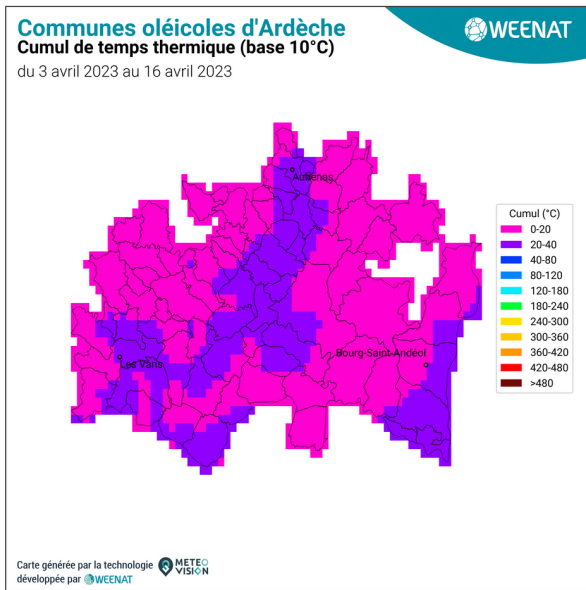 Communes oléicoles d'Ardèche
Cumul de temps thermique (base 10°C)
du 3 avril 2023 au 16 avril 2023
WEENAT
Aubenas
Les Vans
Bourg-Saint-Andéol
Cumul (°C)
0-20
20-40
40-80
80-120
120-180
180-240
240-300
300-360
360-420
420-480
>480
Carte générée par la technologie METEO VISION
développée par WEENAT